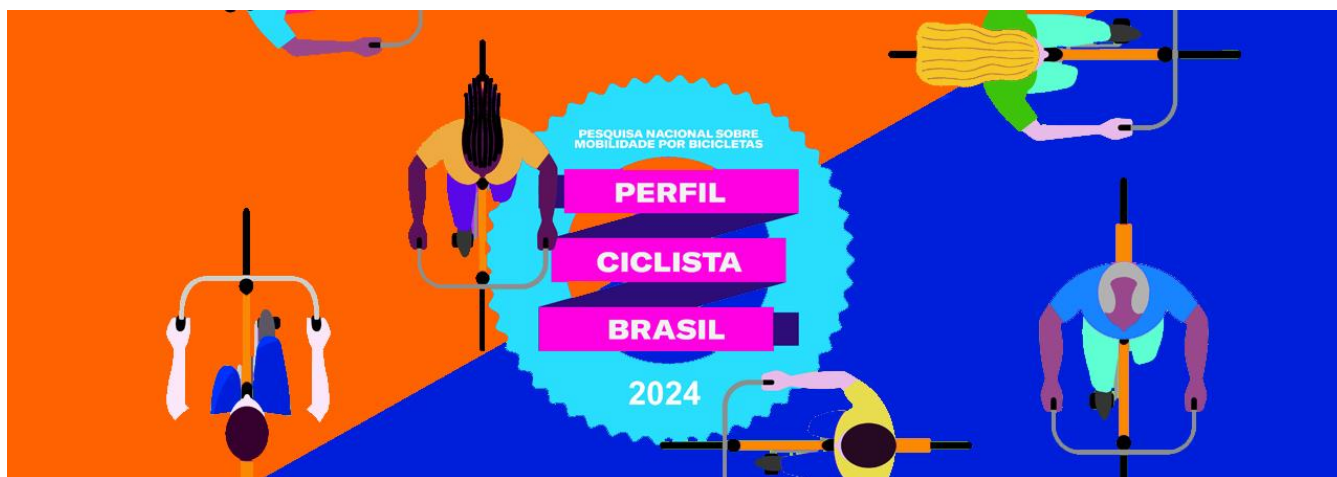 PESQUISA NACIONAL SOBRE
MOBILIDADE POR BICICLETAS
PERFIL
CICLISTA
BRASIL
2024